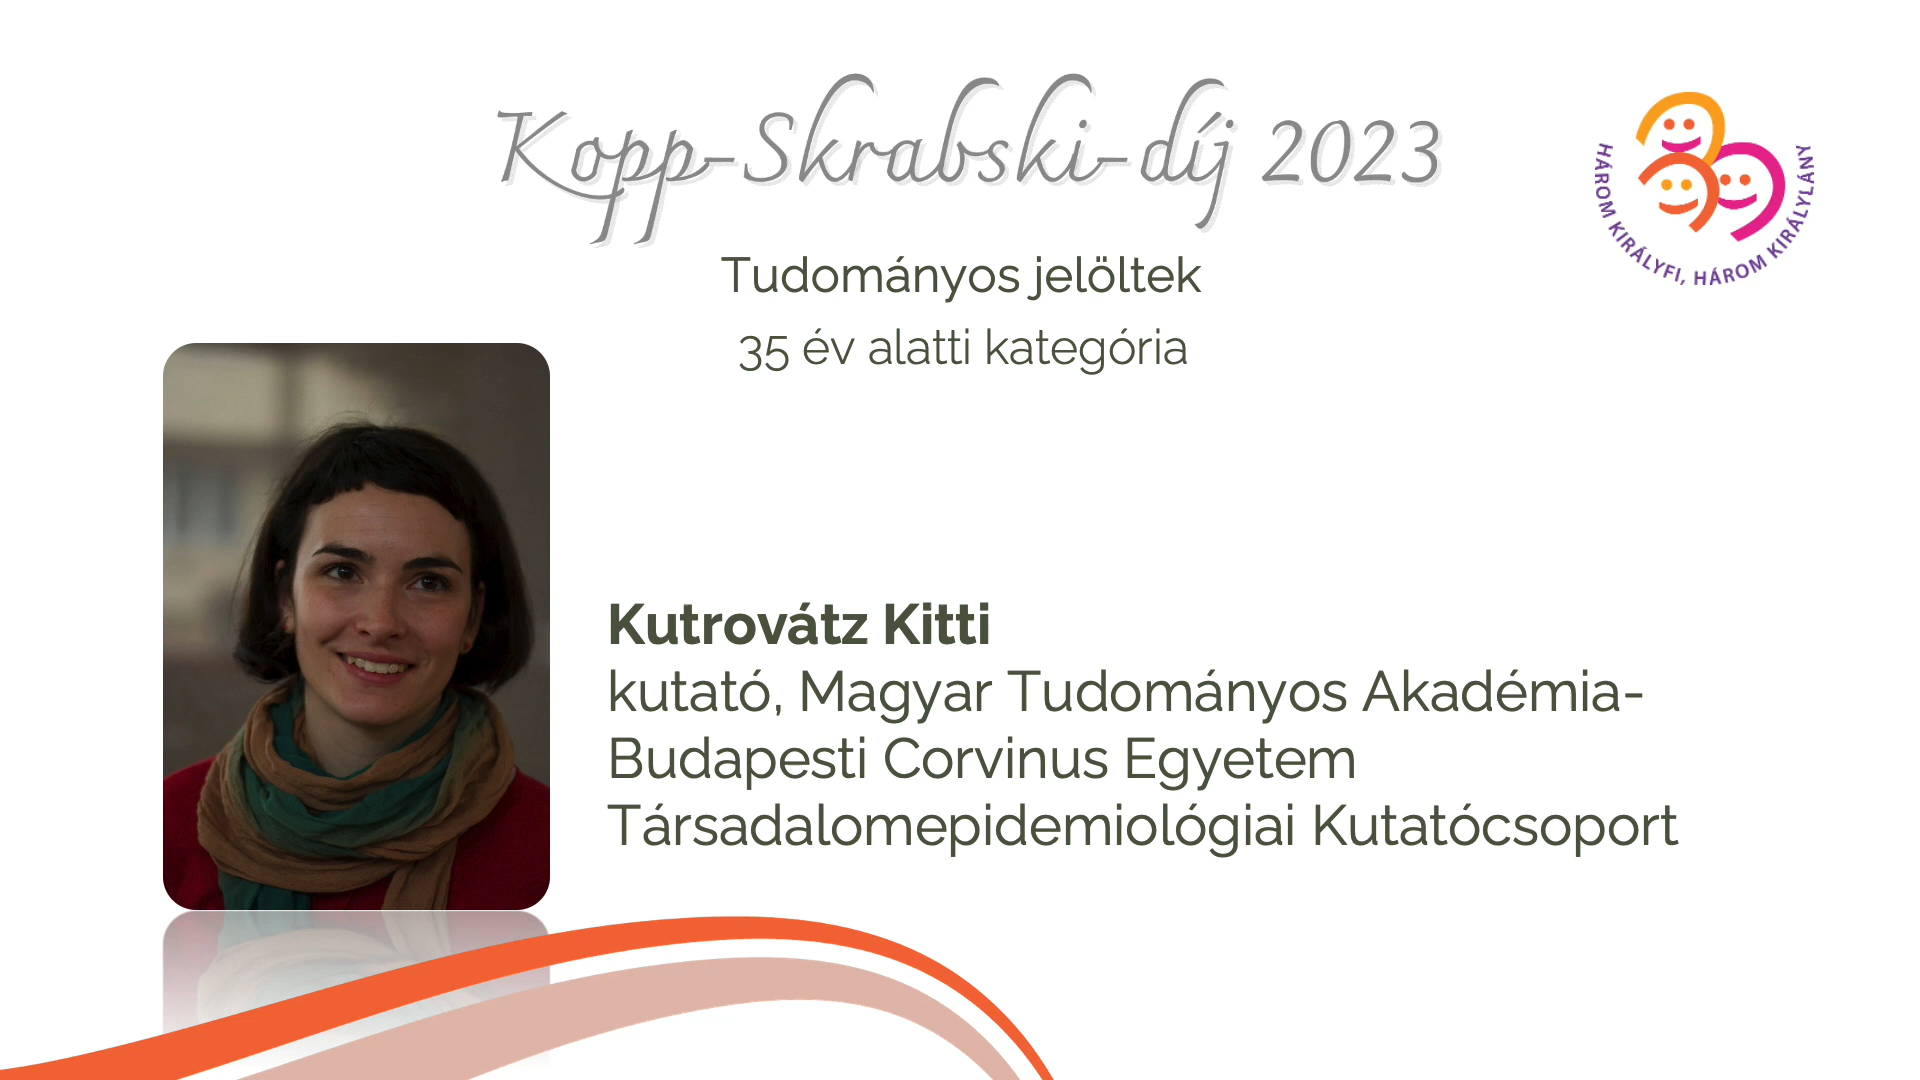 Kopp-Skrabski-díj 2023
HÁROM KIRÁLYFI, HÁROM KIRÁLYLÁNY
Tudományos jelöltek
35 év alatti kategória
Kutrovátz Kitti
kutató, Magyar Tudományos Akadémia-
Budapesti Corvinus Egyetem
Társadalomepidemiológiai Kutatócsoport